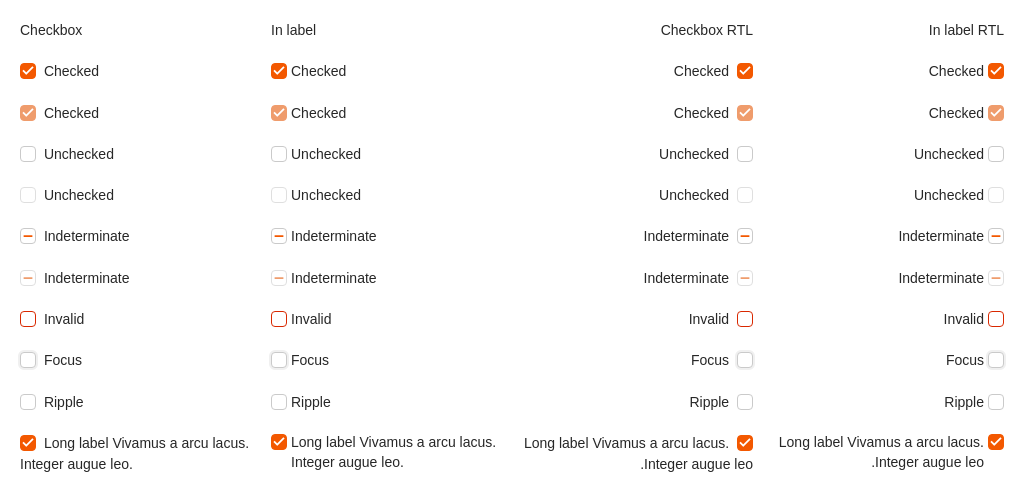 Checkbox In label Checkbox RTL In label RTL
Checked Checked Checked Checked
Checked Checked Checked Checked
Unchecked Unchecked Unchecked Unchecked
Unchecked Unchecked Unchecked Unchecked
Indeterminate Indeterminate Indeterminate Indeterminate
Indeterminate Indeterminate Indeterminate Indeterminate
Invalid Invalid Invalid Invalid
Focus Focus Focus Focus
Ripple Ripple Ripple Ripple
Long label Vivamus a arcu lacus. Long label Vivamus a arcu lacus. Long label Vivamus a arcu lacus. Long label Vivamus a arcu lacus.
Integer augue leo. Integer augue leo. .Integer augue leo .Integer augue leo